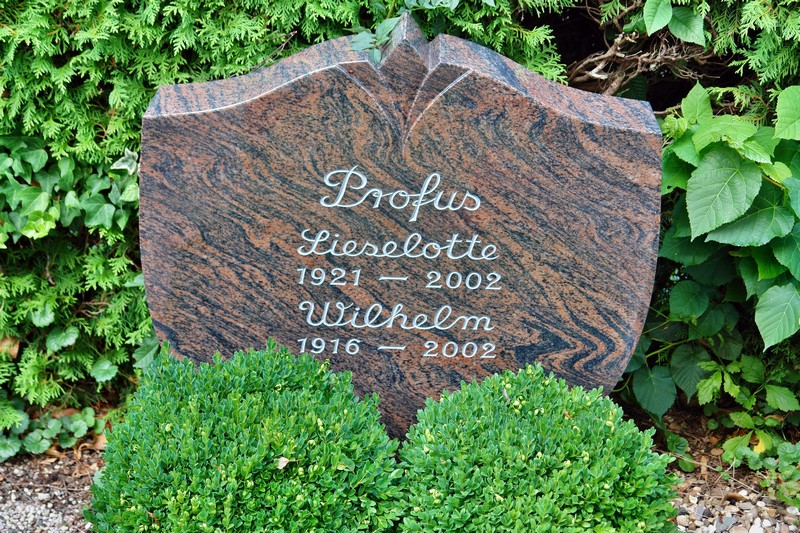 Profus
Lieselotte
1921 — 2002
Wilhelm
1916 — 2002